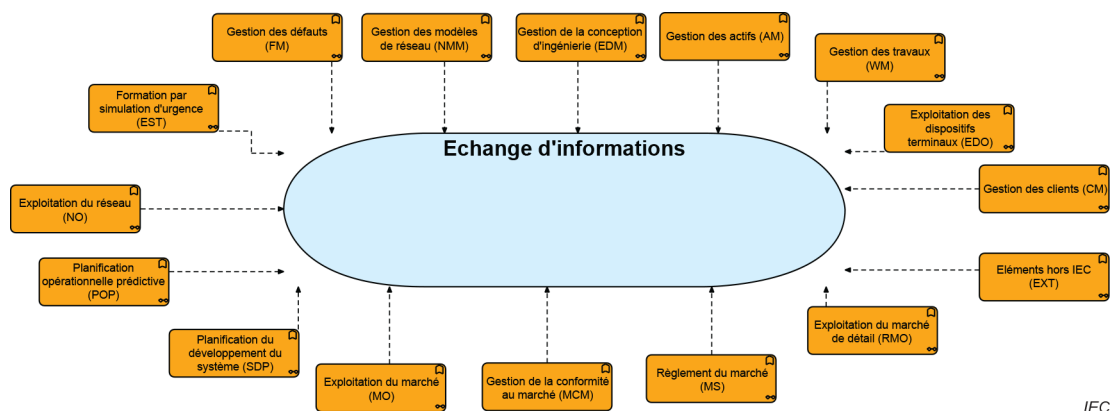 Gestion des défauts
(FM)
Gestion des modèles
de réseau (NMM)
Gestion de la conception
d'ingénierie (EDM)
Gestion des actifs (AM)
Gestion des travaux
(WM)
Formation par
simulation d'urgence
(EST)
Exploitation des
dispositifs
terminaux (EDO)
Echange d'informations
Gestion des clients (CM)
Exploitation du réseau
(NO)
Planification
opérationnelle prédictive
(POP)
Eléments hors IEC
(EXT)
Planification du
développement du
système (SDP)
Exploitation du marché
de détail (RMO)
Exploitation du marché
(MO)
Gestion de la conformité
au marché (MCM)
Règlement du marché
(MS)
IEC